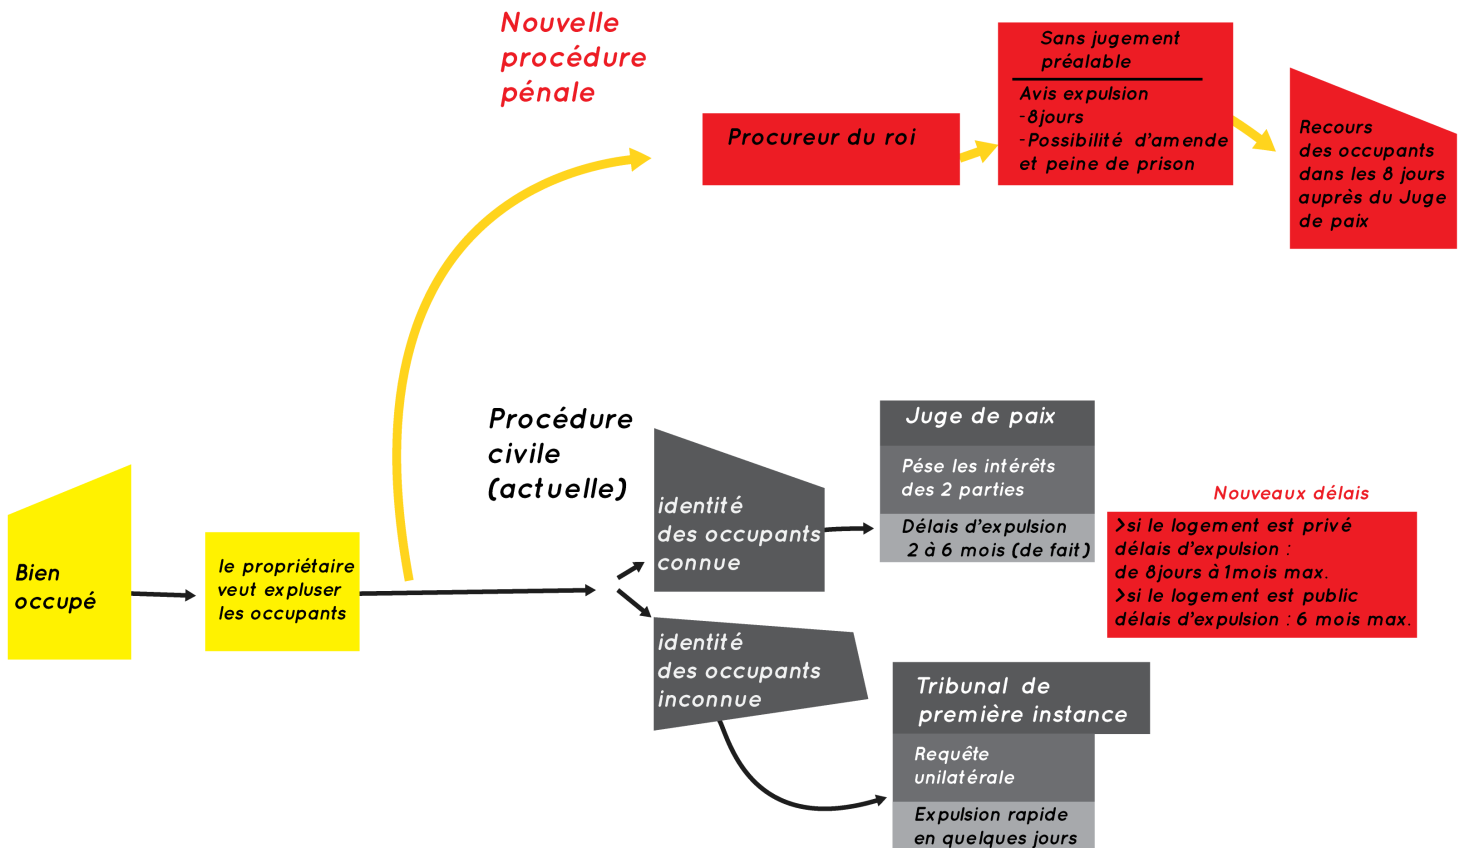 Nouvelle
procédure
pénale
Procureur du roi
Sans jugement
préalable
Avis expulsion
-8jours
-Possibilité d'amende
et peine de prison
Recours
des occupants
dans les 8 jours
auprès du Juge
de paix
Bien
occupé
le propriétaire
veut expluser
les occupants
Procédure
civile
(actuelle)
identité
des occupants
connue
Juge de paix
Pése les intérêts
des 2 parties
Délais d'expulsion
2 à 6 mois (de fait)
Nouveaux délais
>si le logement est privé
délais d'expulsion :
de 8jours à 1mois max.
>si le logement est public
délais d'expulsion : 6 mois max.
identité
des occupants
inconnue
Tribunal de
première instance
Requête
unilatérale
Expulsion rapide
en quelques jours